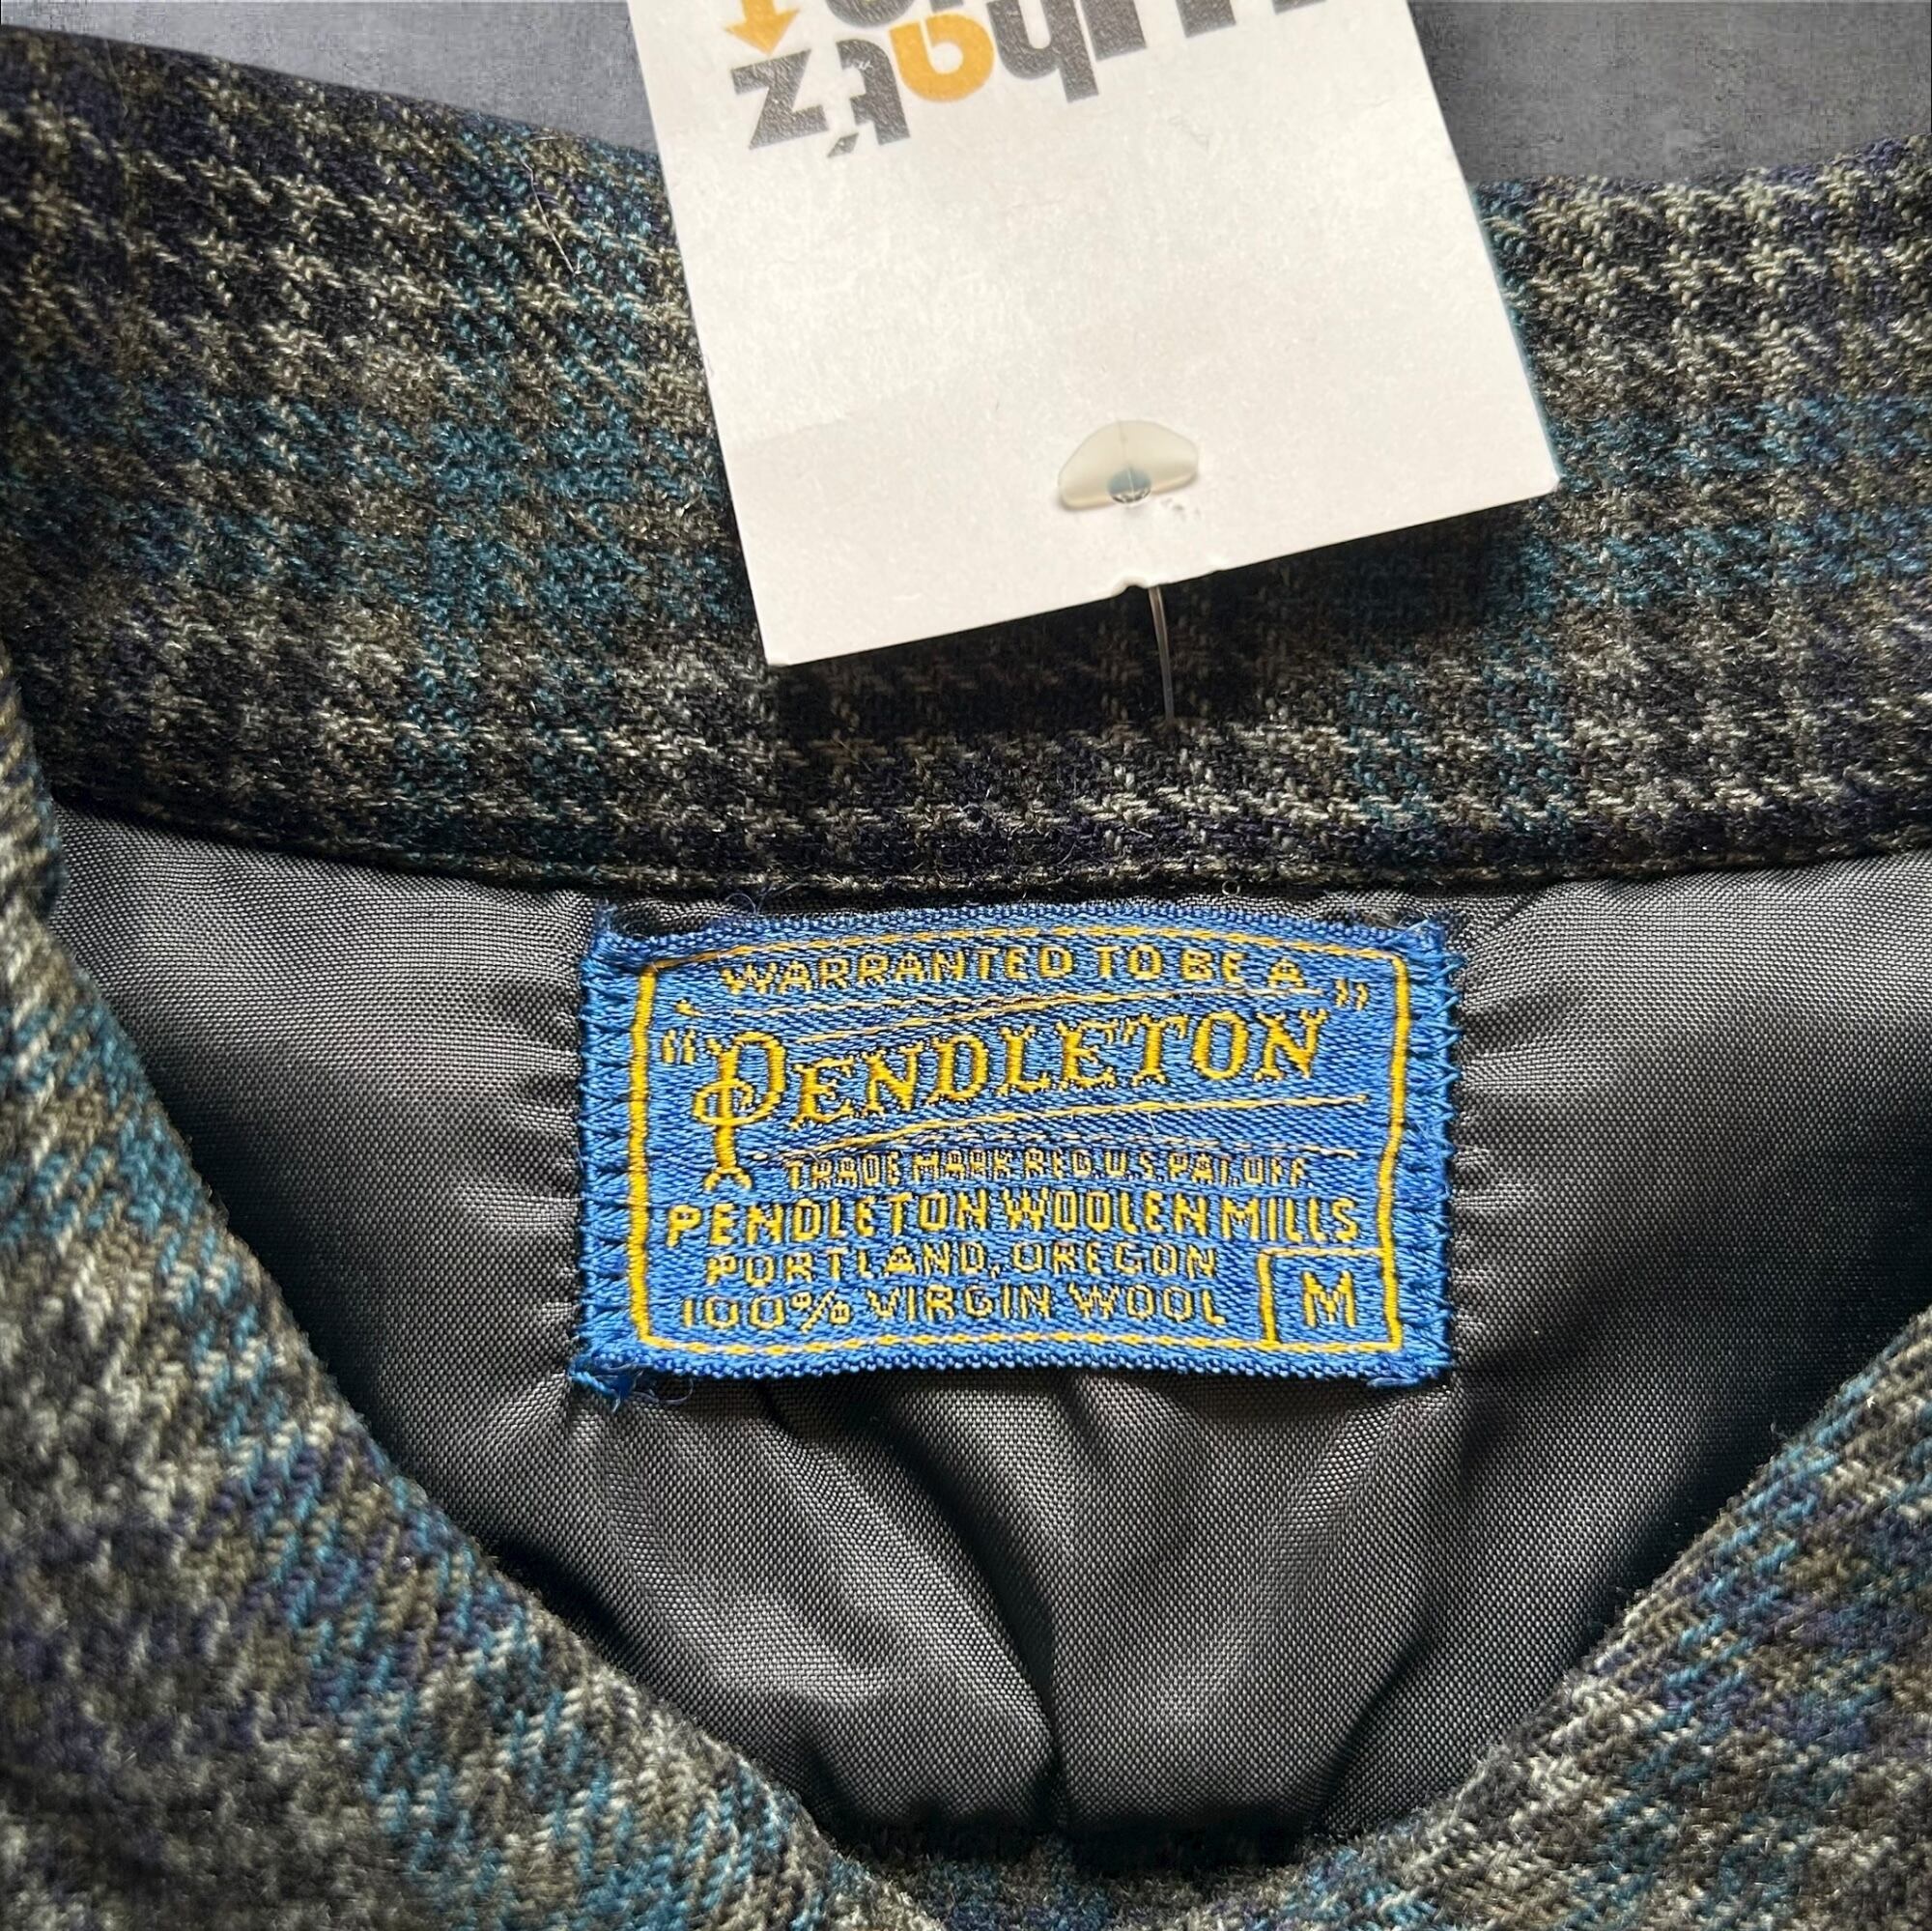 WARRANTED TO BE A
"PENDLETON"
TRADE MARK REG. U.S. PAT. OFF.
PENDLETON WOOLEN MILLS
PORTLAND, OREGON
100% VIRGIN WOOL
M